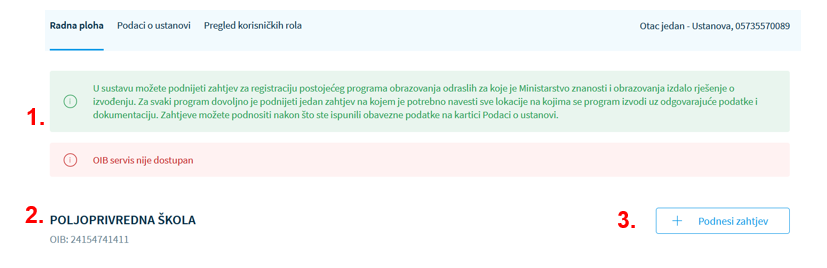 Radna ploha Podaci o ustanovi Pregled korisničkih rola Otac jedan - Ustanova, 05735570089
U sustavu možete podnijeti zahtjev za registraciju postojećeg programa obrazovanja odraslih za koje je Ministarstvo znanosti i obrazovanja izdalo rješenje o
izvođenju. Za svaki program dovoljno je podnijeti jedan zahtjev na kojem je potrebno navesti sve lokacije na kojima se program izvodi uz odgovarajuće podatke i
1. dokumentaciju. Zahtjeve možete podnositi nakon što ste ispunili obavezne podatke na kartici Podaci o ustanovi.
OIB servis nije dostupan
2. POLJOPRIVREDNA ŠKOLA 3. + Podnesi zahtjev
OIB: 24154741411